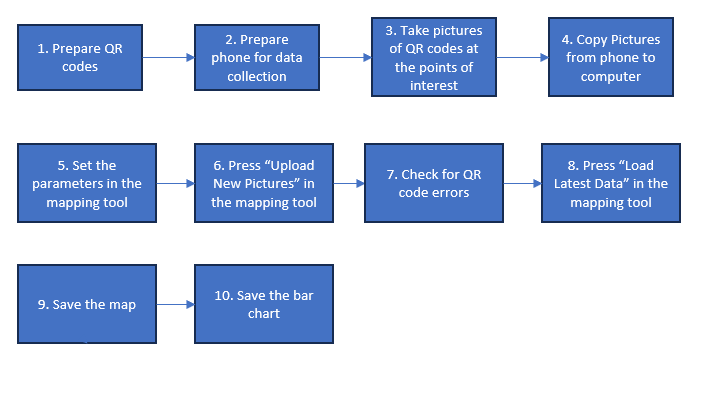 1. Prepare QR
codes
2. Prepare
phone for data
collection
3. Take pictures
of QR codes at
the points of
interest
4. Copy Pictures
from phone to
computer
5. Set the
parameters in the
mapping tool
6. Press “Upload
New Pictures” in
the mapping tool
7. Check for QR
code errors
8. Press “Load
Latest Data” in the
mapping tool
9. Save the map
10. Save the bar
chart